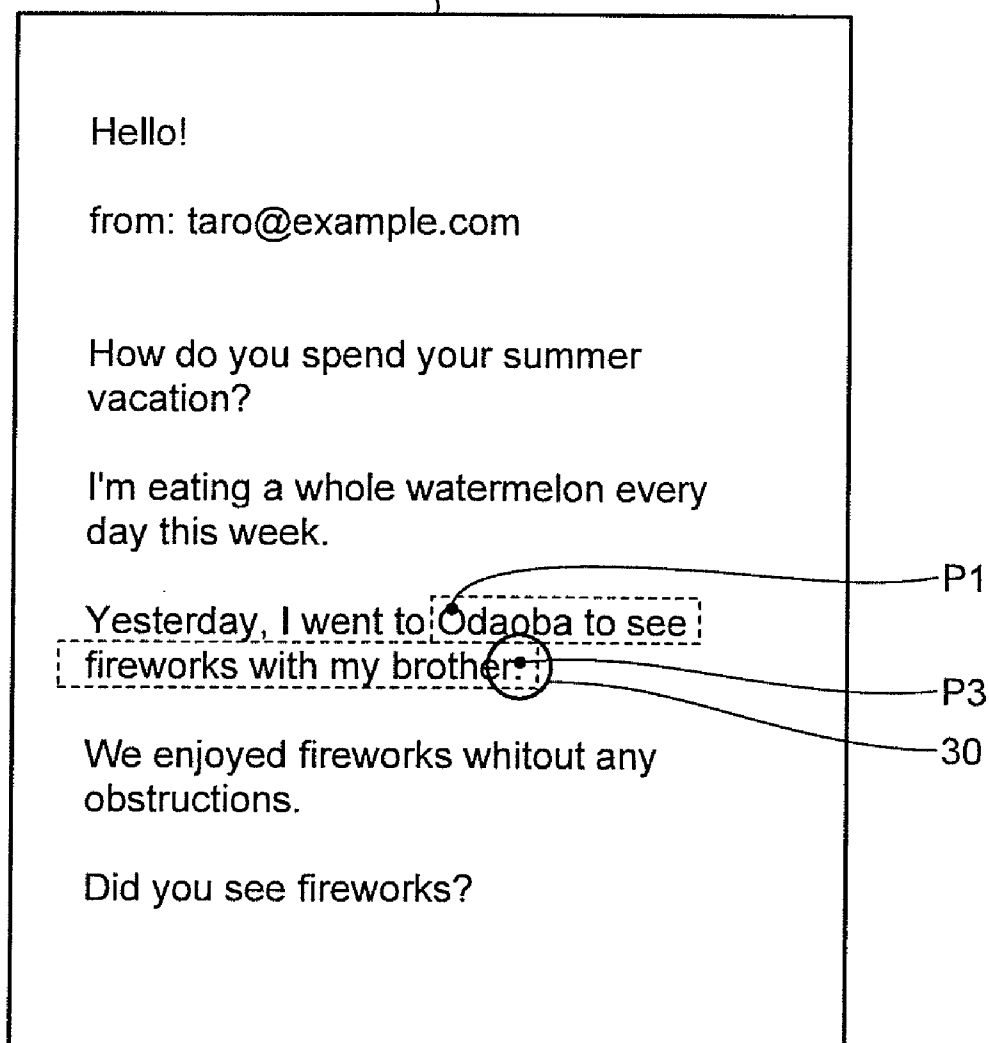 Hello!
from: taro@example.com
How do you spend your summer
vacation?
I'm eating a whole watermelon every
day this week.
P1
Yesterday, I went to Odaoba to see
fireworks with my brother.
P3
30
We enjoyed fireworks whitout any
obstructions.
Did you see fireworks?